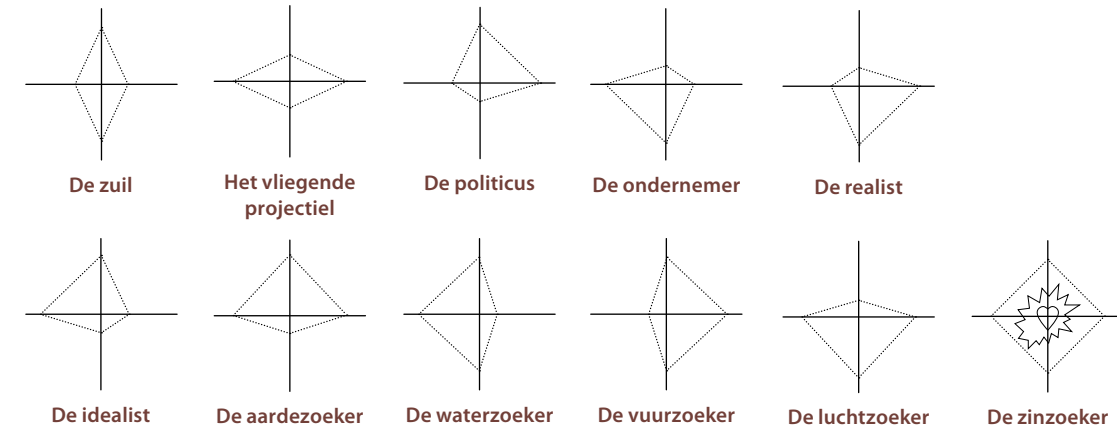 De zuil
Het vliegende
projectiel
De politicus
De ondernemer
De realist
De idealist
De aardezoeker
De waterzoeker
De vuurzoeker
De luchtzoeker
De zinzoeker